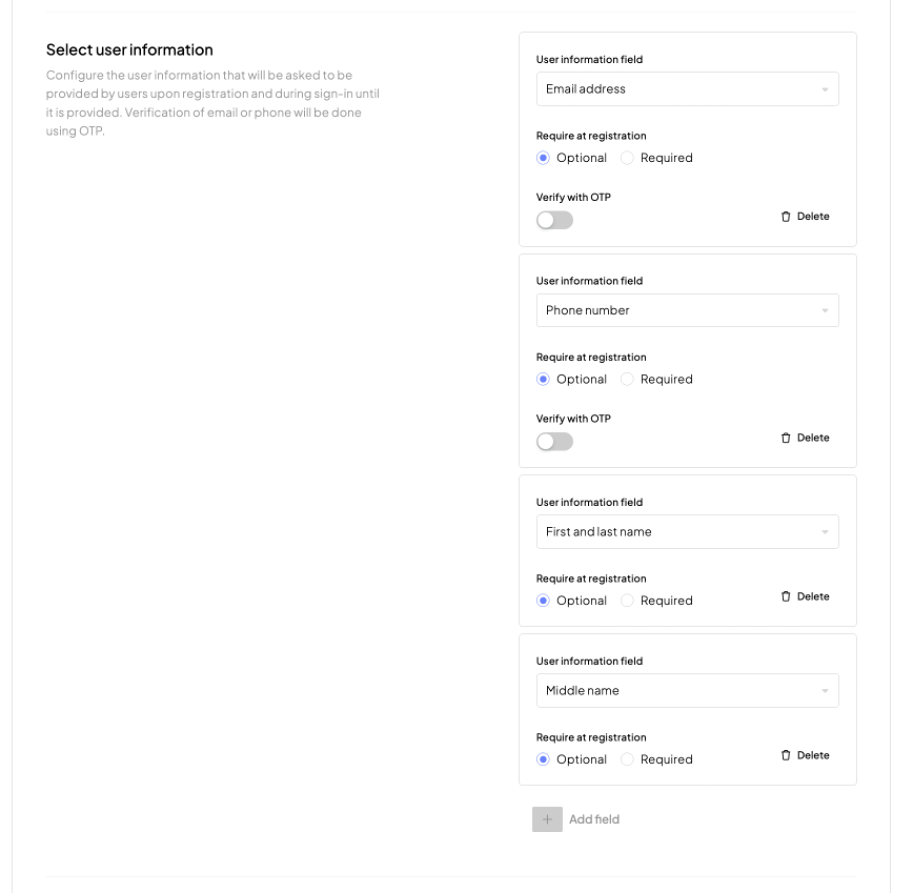 Select user information
Configure the user information that will be asked to be
provided by users upon registration and during sign-in until
it is provided. Verification of email or phone will be done
using OTP.
User information field
Email address
Require at registration
Optional Required
Verify with OTP
Delete
User information field
Phone number
Require at registration
Optional Required
Verify with OTP
Delete
User information field
First and last name
Require at registration
Optional Required
Delete
User information field
Middle name
Require at registration
Optional Required
Delete
+ Add field